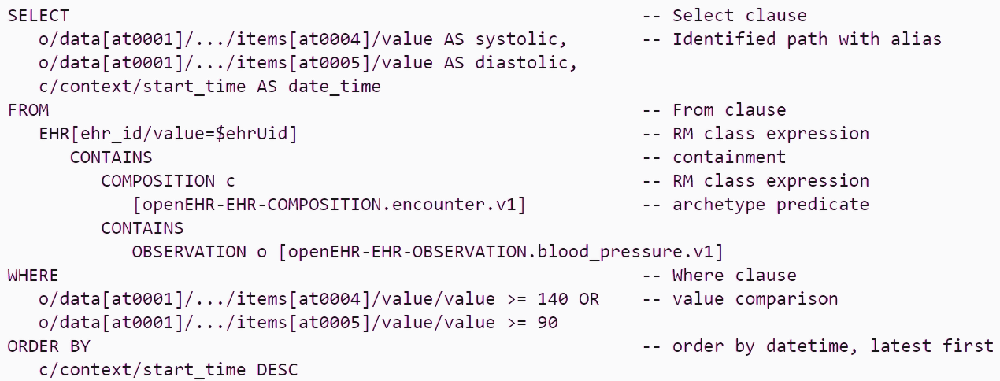 SELECT                                                       -- Select clause
   o/data[at0001]/.../items[at0004]/value AS systolic,       -- Identified path with alias
   o/data[at0001]/.../items[at0005]/value AS diastolic,
   c/context/start_time AS date_time
FROM                                                         -- From clause
   EHR[ehr_id/value=$ehrUid]                                 -- RM class expression
      CONTAINS                                               -- containment
         COMPOSITION c                                       -- RM class expression
            [openEHR-EHR-COMPOSITION.encounter.v1]           -- archetype predicate
         CONTAINS
            OBSERVATION o [openEHR-EHR-OBSERVATION.blood_pressure.v1]
WHERE                                                        -- Where clause
   o/data[at0001]/.../items[at0004]/value/value >= 140 OR    -- value comparison
   o/data[at0001]/.../items[at0005]/value/value >= 90
ORDER BY                                                     -- order by datetime, latest first
   c/context/start_time DESC